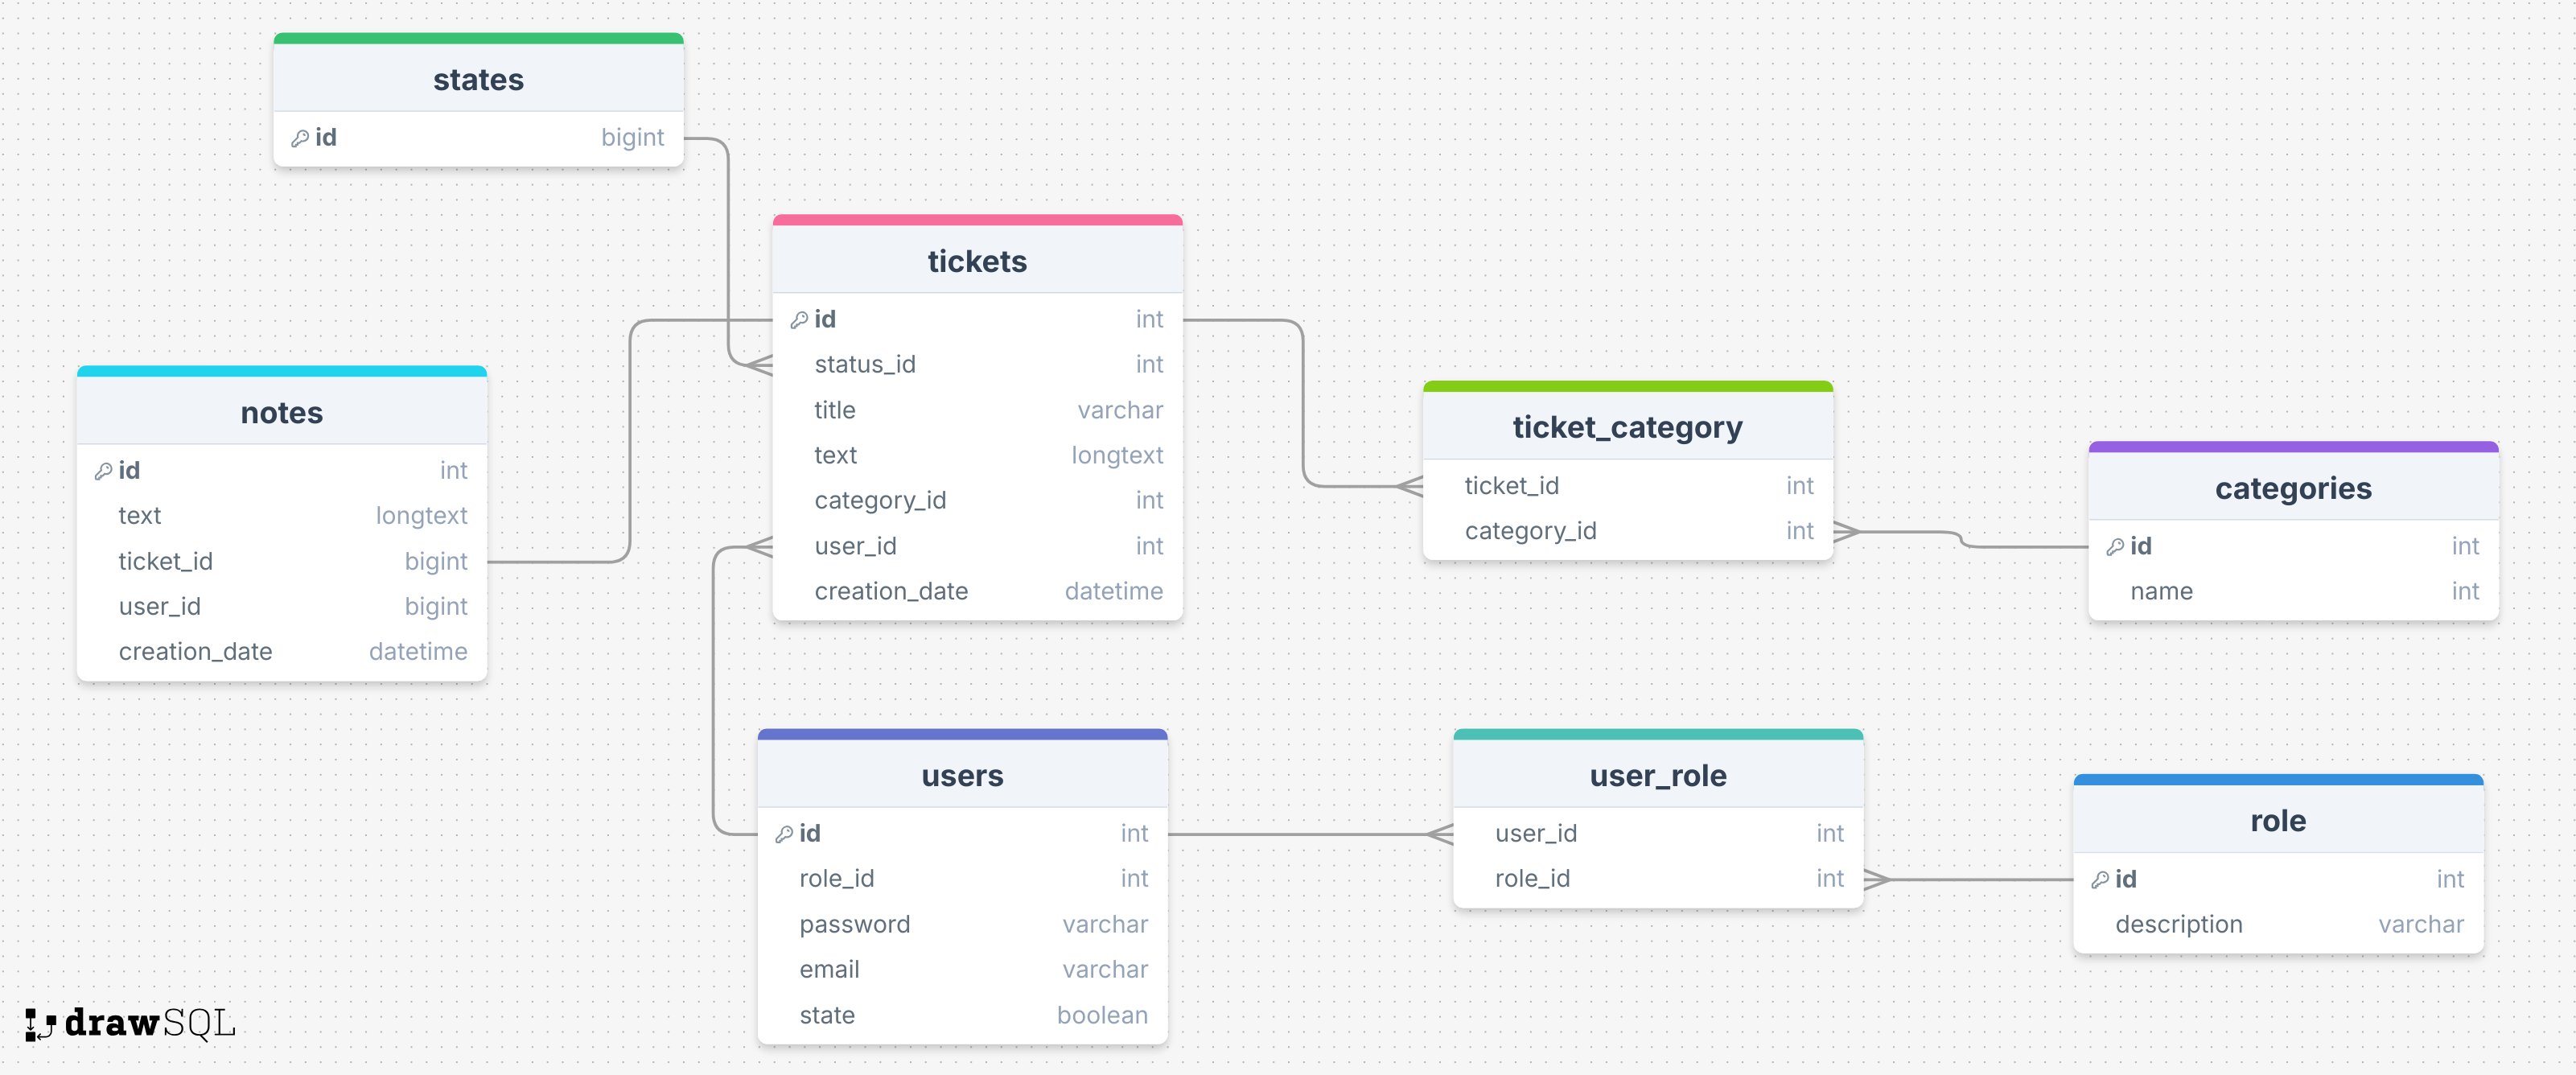 states
id bigint
tickets
id int
status_id int
title varchar
text longtext
category_id int
user_id int
creation_date datetime
notes
id int
text longtext
ticket_id bigint
user_id bigint
creation_date datetime
ticket_category
ticket_id int
category_id int
categories
id int
name int
users
id int
role_id int
password varchar
email varchar
state boolean
user_role
user_id int
role_id int
role
id int
description varchar
drawSQL